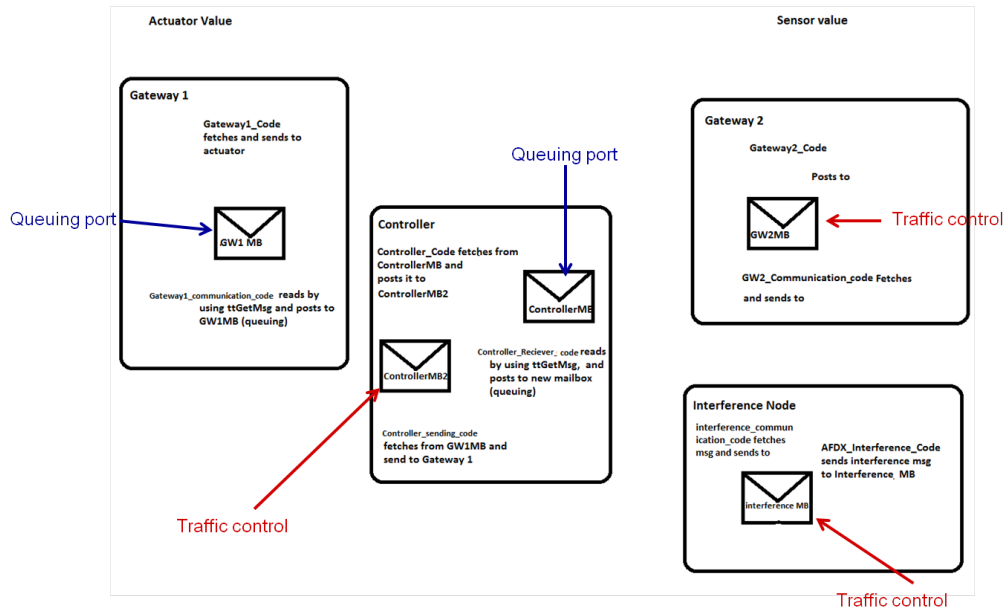 Actuator Value
Sensor value
Gateway 1
Gateway1_Code
fetches and sends to
actuator
Queuing port
GW1 MB
Gateway1_communication_code reads by
using ttGetMsg and posts to
GW1MB (queuing)
Queuing port
Controller
Controller_Code fetches from
ControllerMB and
posts it to
ControllerMB2
ControllerMB
ControllerMB2
Controller_Reciever_ code reads
by using ttGetMsg, and
posts to new mailbox
(queuing)
Controller_sending_code
fetches from GW1MB and
send to Gateway 1
Traffic control
Gateway 2
Gateway2_Code
Posts to
GW2MB
Traffic control
GW2_Communication_code Fetches
and sends to
Interference Node
interference_commun
ication_code fetches
msg and sends to
AFDX_Interference_Code
sends interference msg
to Interference_MB
interference MB
Traffic control